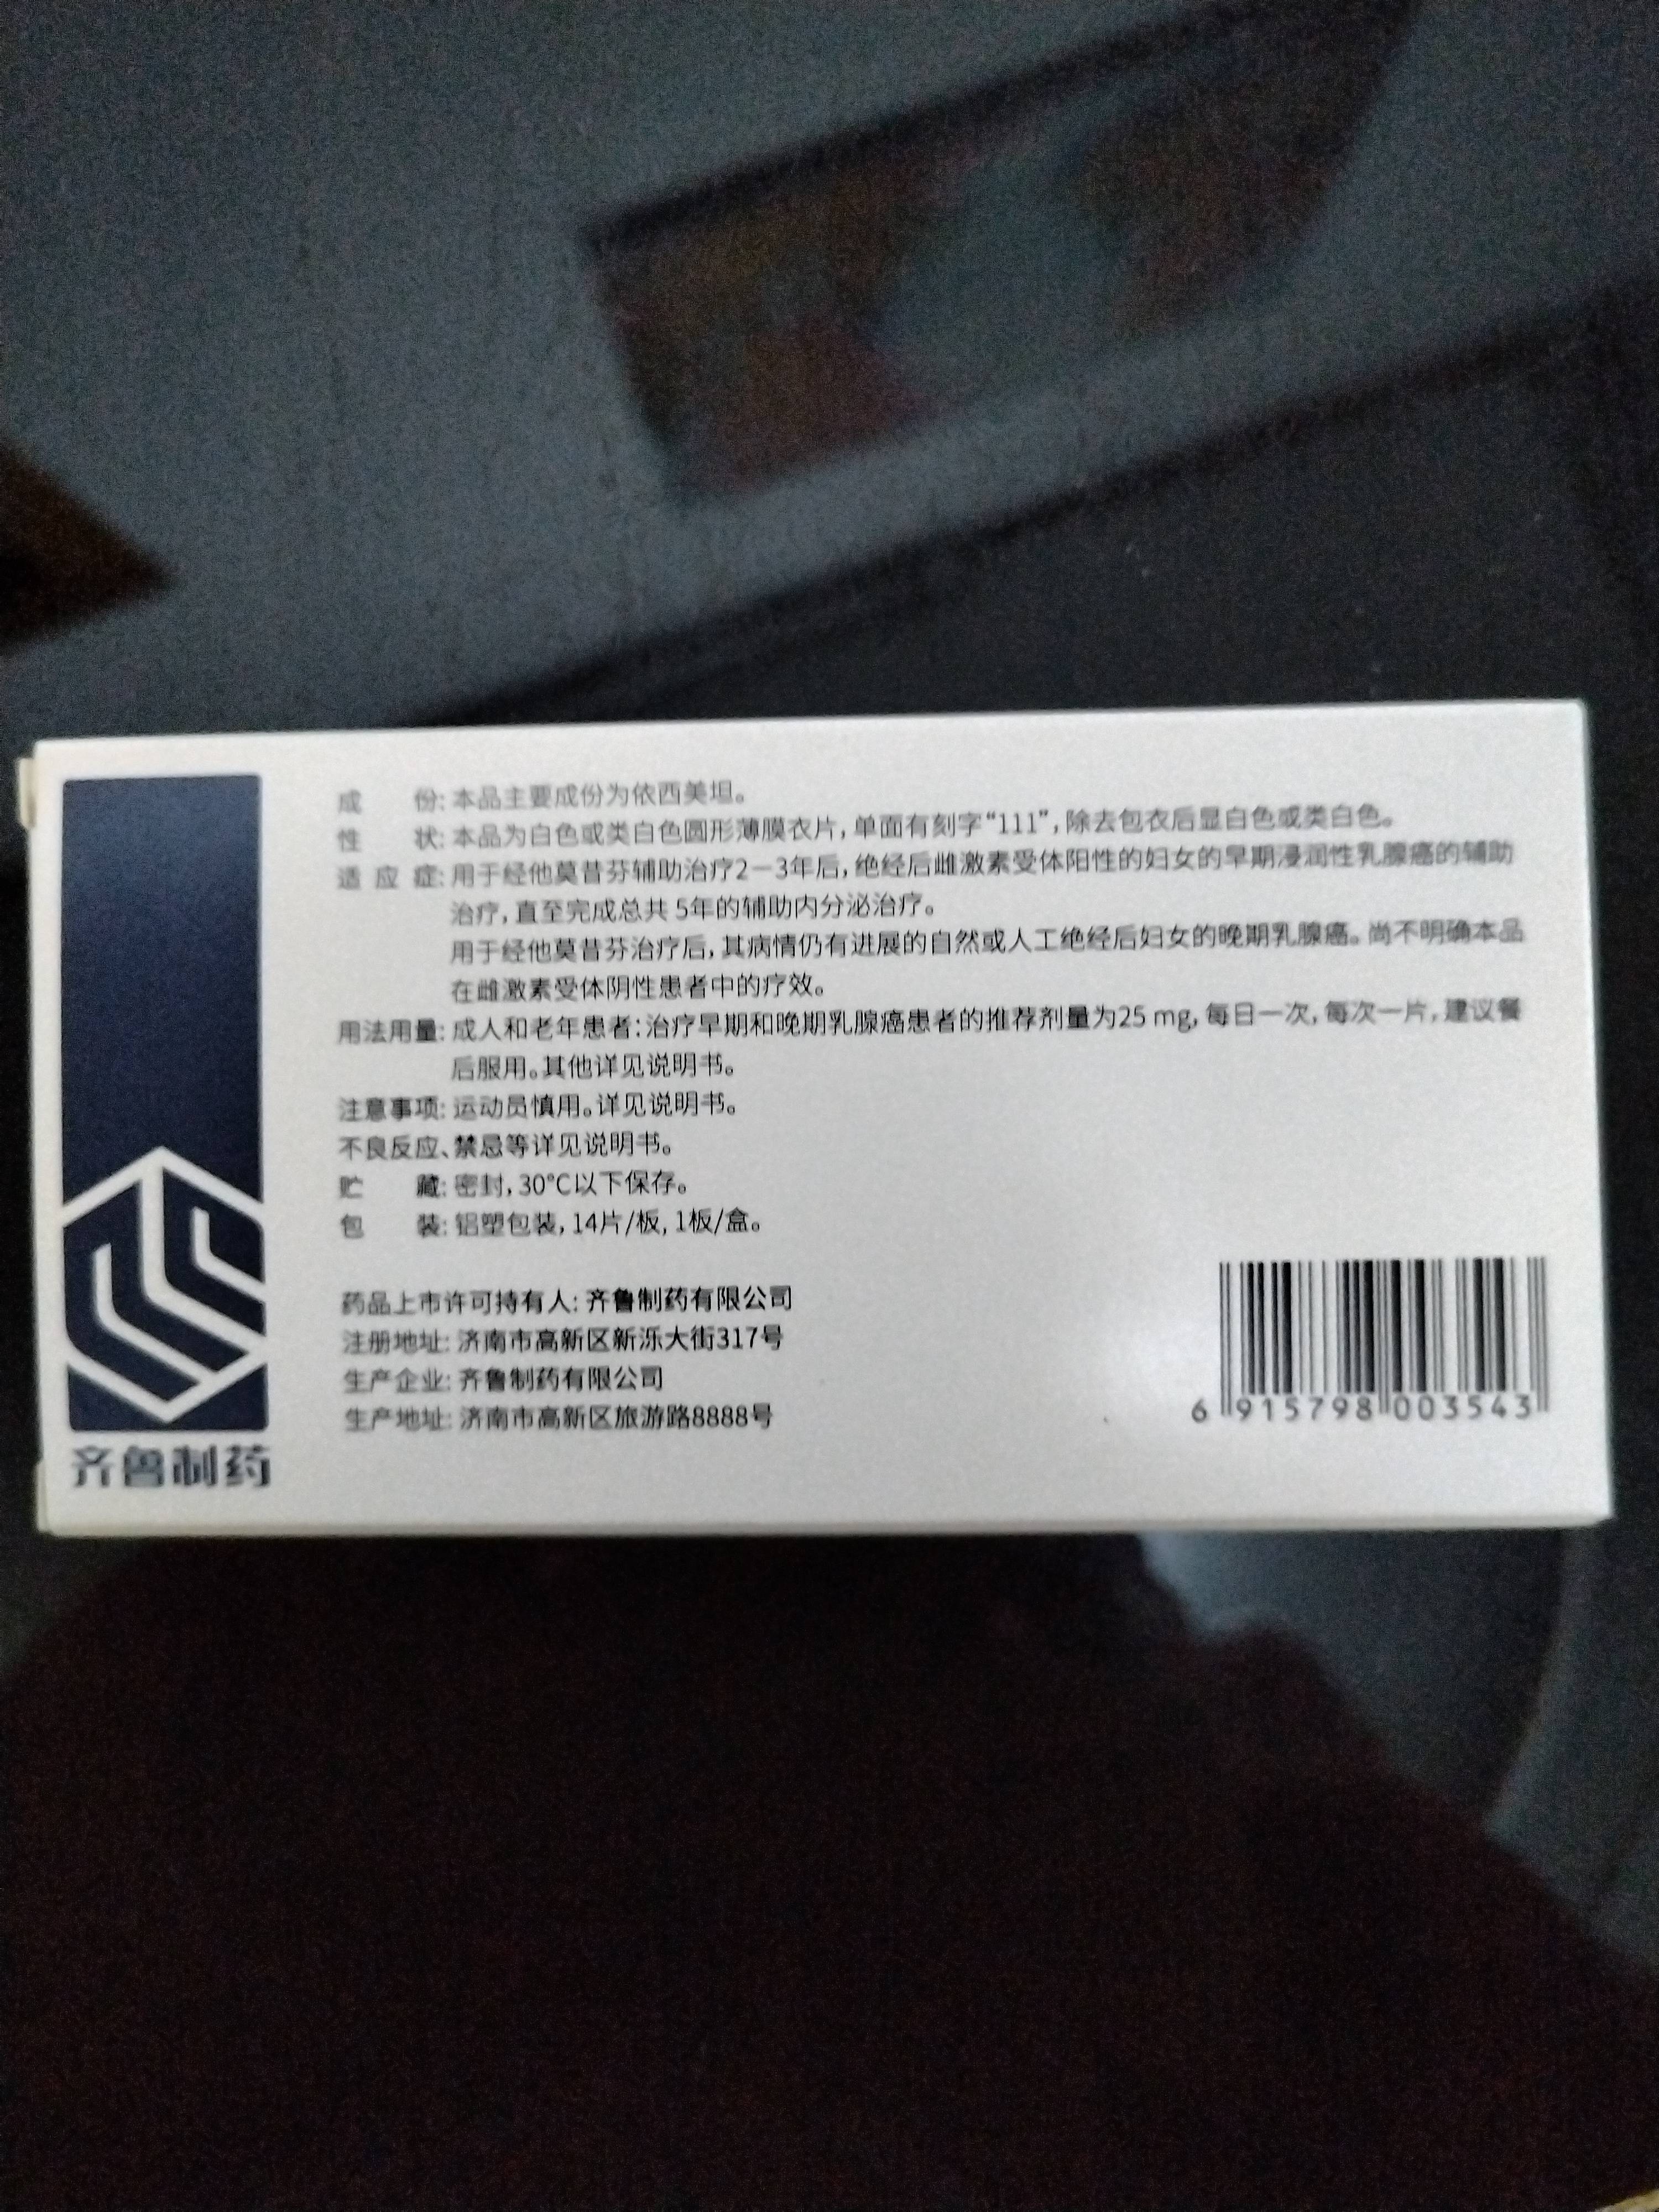 成 份: 本品主要成份为依西美坦。
性 状: 本品为白色或类白色圆形薄膜衣片,单面有刻字“111”,除去包衣后显白色或类白色。
适 应 症: 用于经他莫昔芬辅助治疗2—3年后,绝经后雌激素受体阳性的妇女的早期浸润性乳腺癌的辅助
治疗,直至完成总共 5年的辅助内分泌治疗。
用于经他莫昔芬治疗后,其病情仍有进展的自然或人工绝经后妇女的晚期乳腺癌。尚不明确本品
在雌激素受体阴性患者中的疗效。
用法用量: 成人和老年患者:治疗早期和晚期乳腺癌患者的推荐剂量为25 mg,每日一次,每次一片,建议餐
后服用。其他详见说明书。
注意事项: 运动员慎用。详见说明书。
不良反应、禁忌等详见说明书。
贮 藏: 密封,30℃以下保存。
包 装: 铝塑包装,14片/板,1板/盒。
药品上市许可持有人: 齐鲁制药有限公司
注册地址: 济南市高新区新泺大街317号
生产企业: 齐鲁制药有限公司
生产地址: 济南市高新区旅游路8888号
6 915798 003543
齐鲁制药